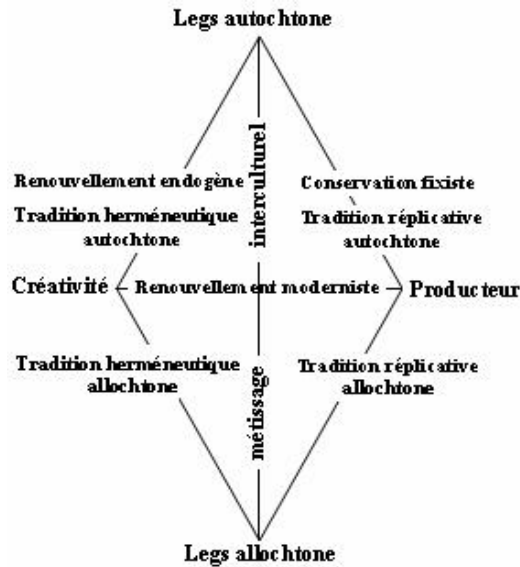 Legs autochtone
interculturel
Renouvellement endogène
Conservation fixiste
Tradition herméneutique
autochtone
Tradition réplicative
autochtone
Créativité
Renouvellement moderniste
Producteur
Tradition herméneutique
allochtone
Tradition réplicative
allochtone
métissage
Legs allochtone